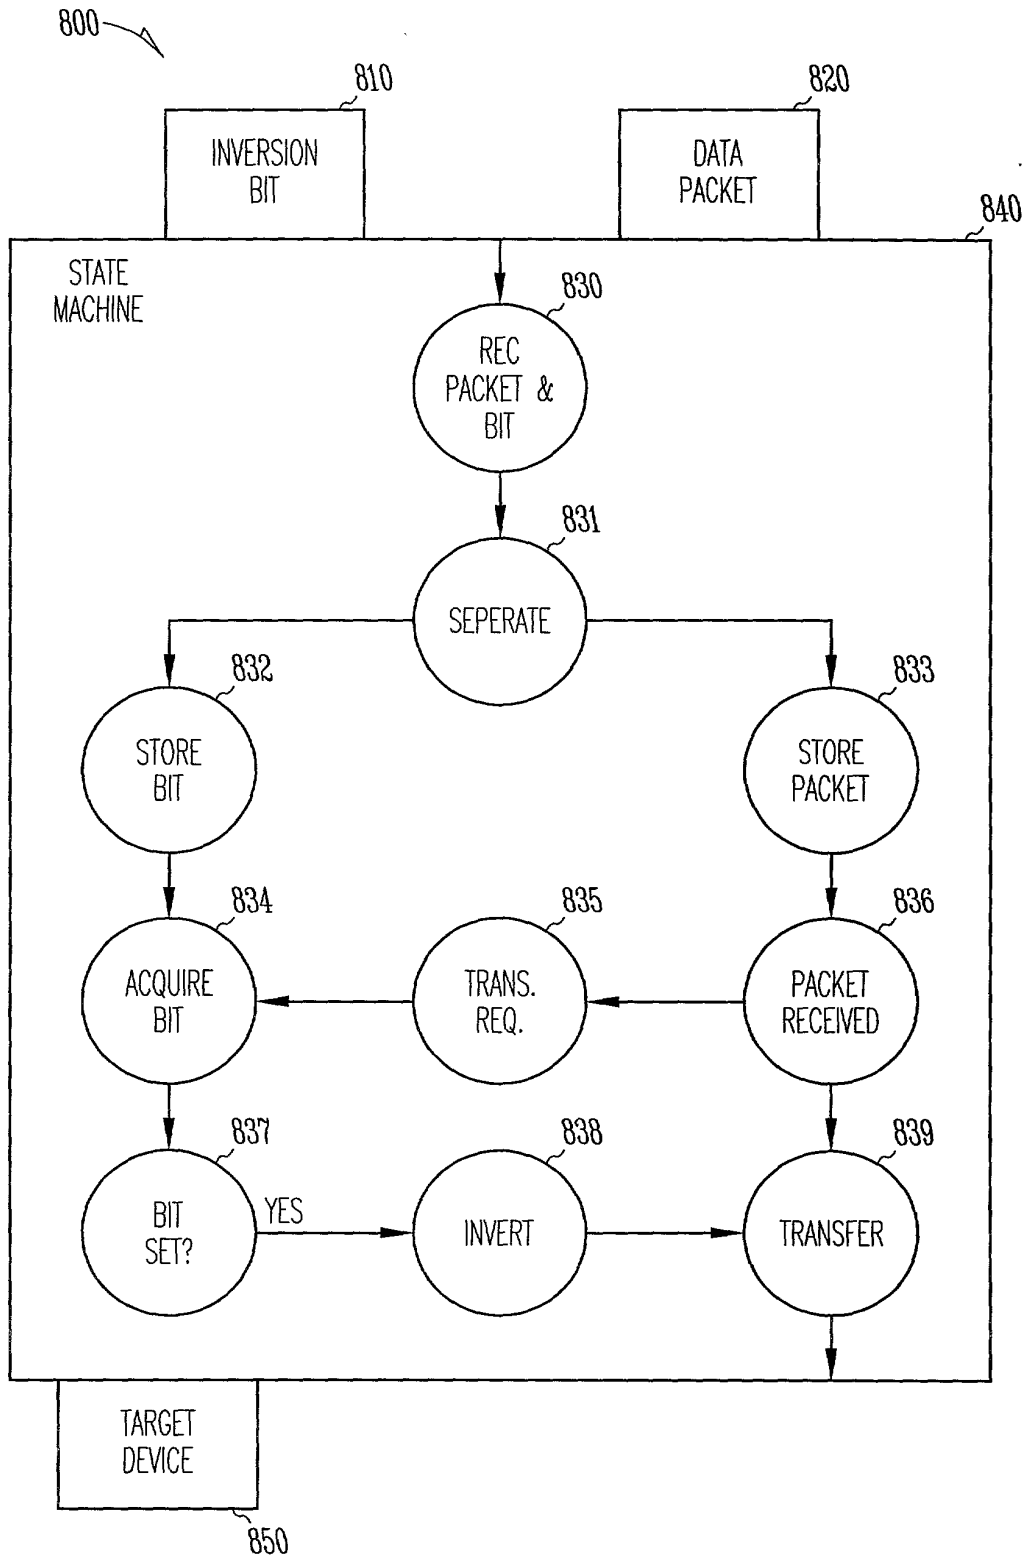 800
810
820
INVERSION
BIT
DATA
PACKET
840
STATE
MACHINE
830
REC
PACKET &
BIT
831
SEPERATE
832
833
STORE
BIT
STORE
PACKET
834
835
836
ACQUIRE
BIT
TRANS.
REQ.
PACKET
RECEIVED
837
838
839
BIT
SET?
YES
INVERT
TRANSFER
TARGET
DEVICE
850